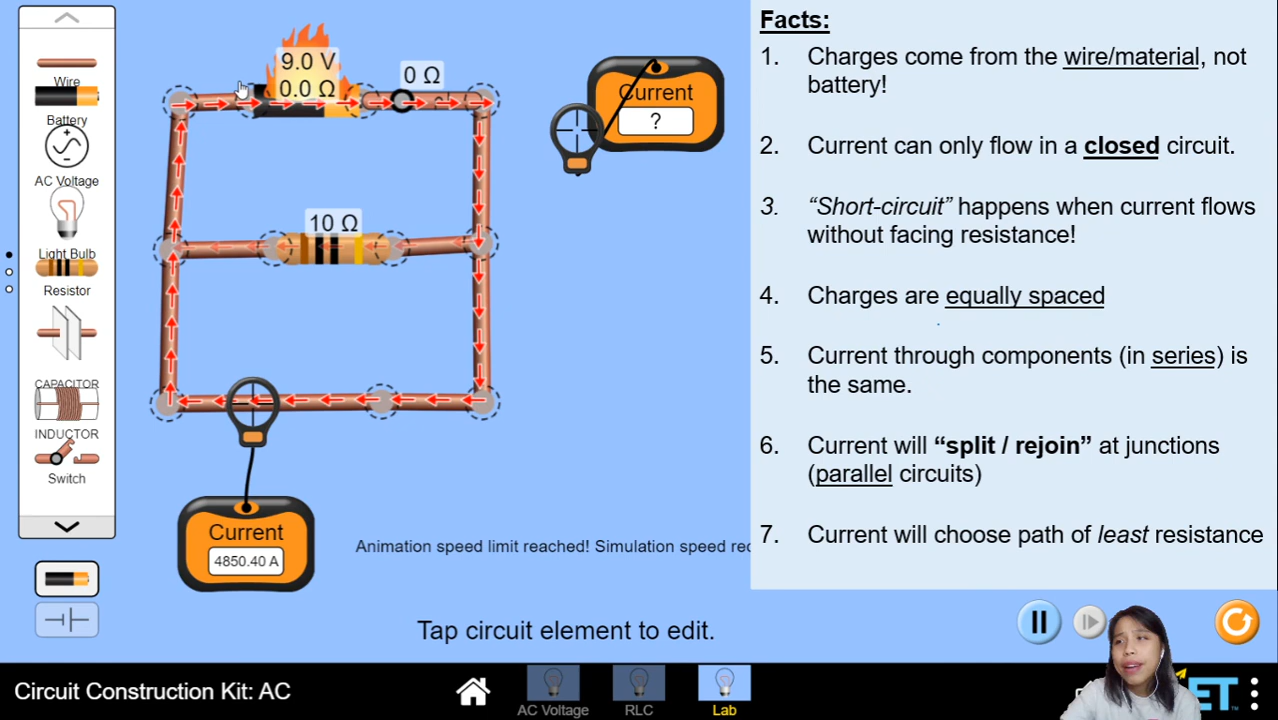 Facts:
9.0 V
0.0 Ω
0 Ω
Wire
Battery
AC Voltage
Light Bulb
Resistor
CAPACITOR
INDUCTOR
Switch
Current
?
10 Ω
Current
4850.40 A
1. Charges come from the wire/material, not
battery!
2. Current can only flow in a closed circuit.
3. “Short-circuit” happens when current flows
without facing resistance!
4. Charges are equally spaced
5. Current through components (in series) is
the same.
6. Current will “split / rejoin” at junctions
(parallel circuits)
7. Current will choose path of least resistance
Animation speed limit reached! Simulation speed
Tap circuit element to edit.
Circuit Construction Kit: AC
AC Voltage
RLC
Lab
ET